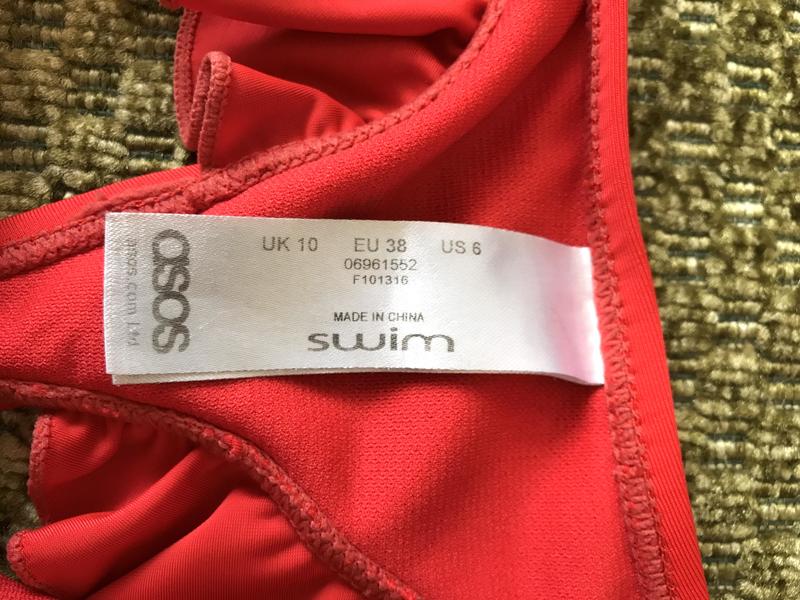 UK 10 EU 38 US 6
06961552
F101316
MADE IN CHINA
swim
asos
asos.com Ltd